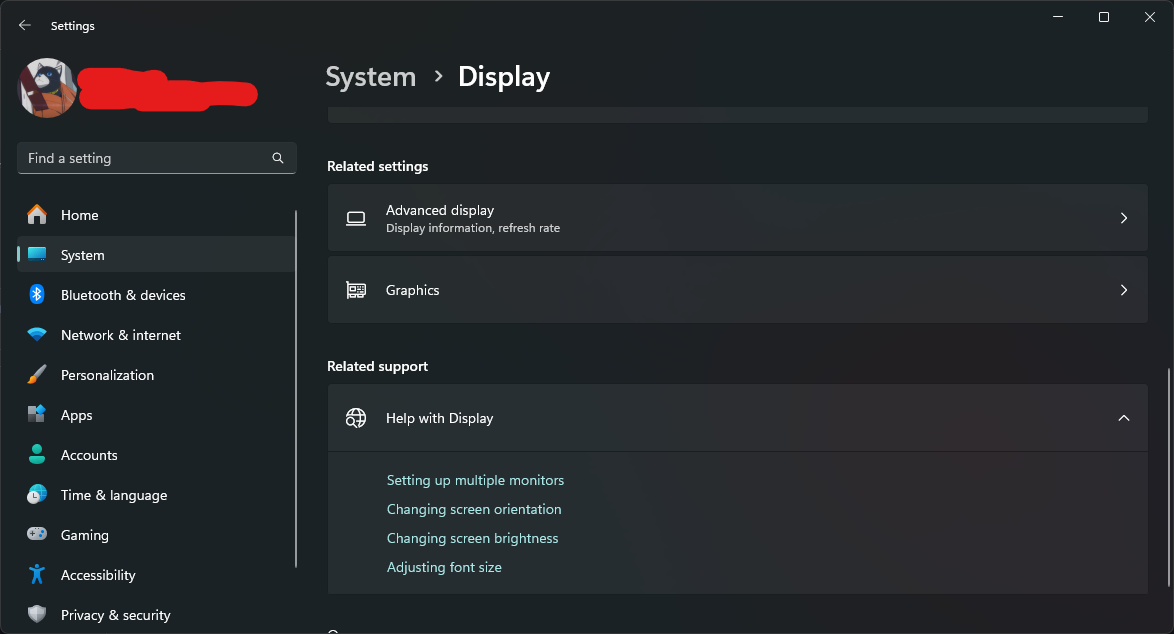 Settings
System > Display
Find a setting
Home
System
Bluetooth & devices
Network & internet
Personalization
Apps
Accounts
Time & language
Gaming
Accessibility
Privacy & security
Related settings
Advanced display
Display information, refresh rate
Graphics
Related support
Help with Display
Setting up multiple monitors
Changing screen orientation
Changing screen brightness
Adjusting font size